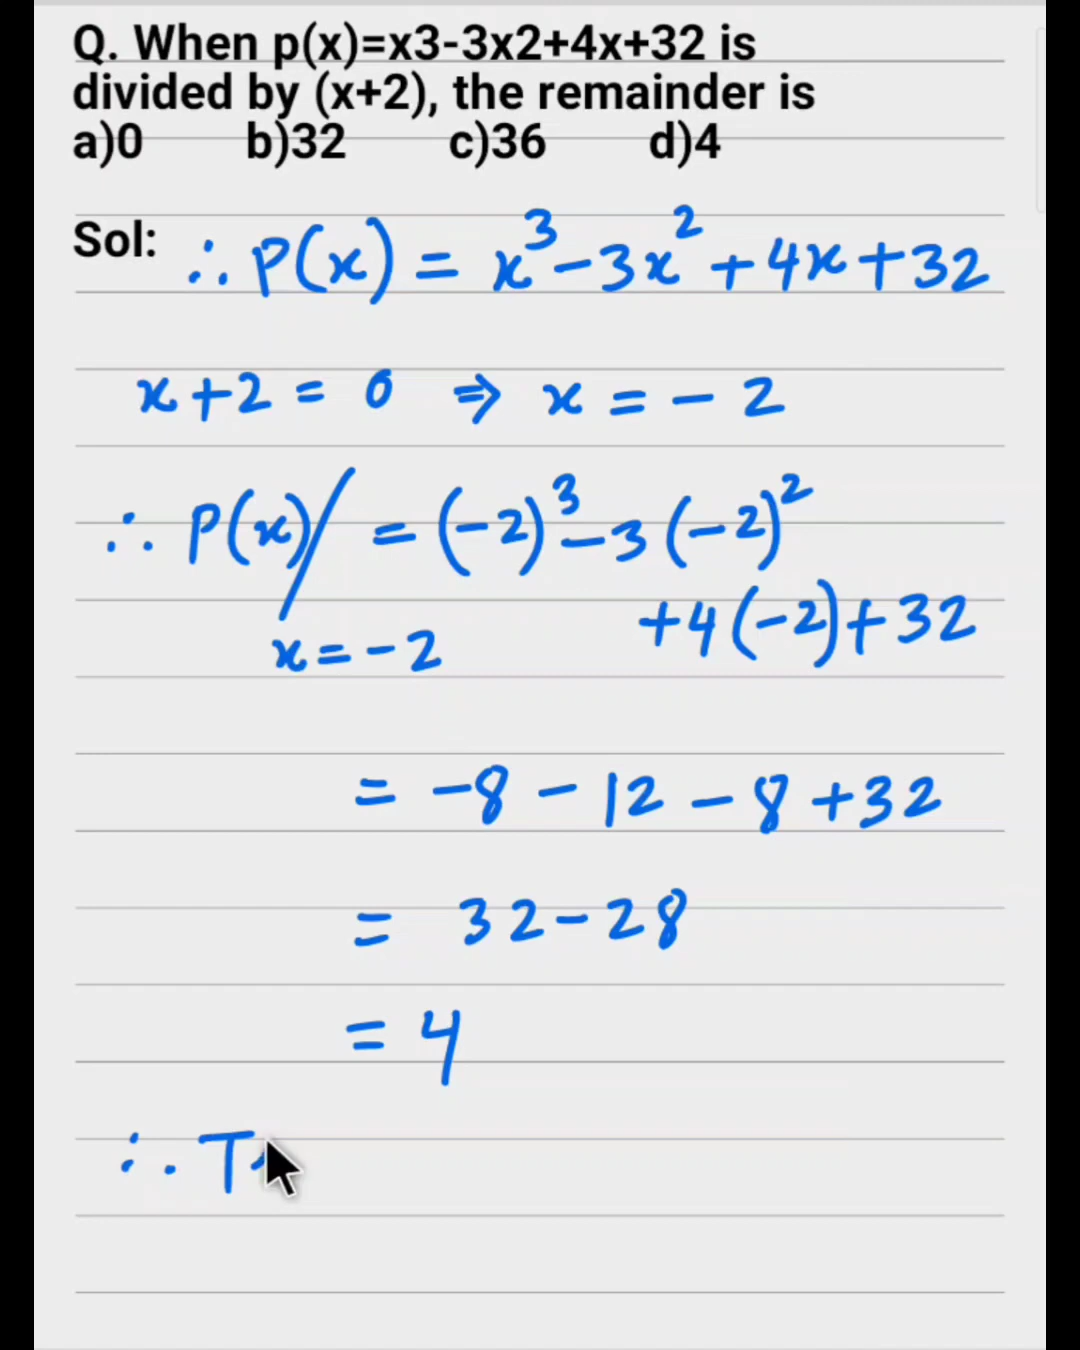 Q. When p(x)=x3-3x2+4x+32 is
divided by (x+2), the remainder is
a)0 b)32 c)36 d)4
Sol: ∴ P(x) = x³-3x²+4x+32
x+2 = 0 ⇒ x = -2
∴ P(x)/ = (-2)³-3(-2)²
x=-2 +4(-2)+32
= -8-12-8+32
= 32-28
= 4
∴ T